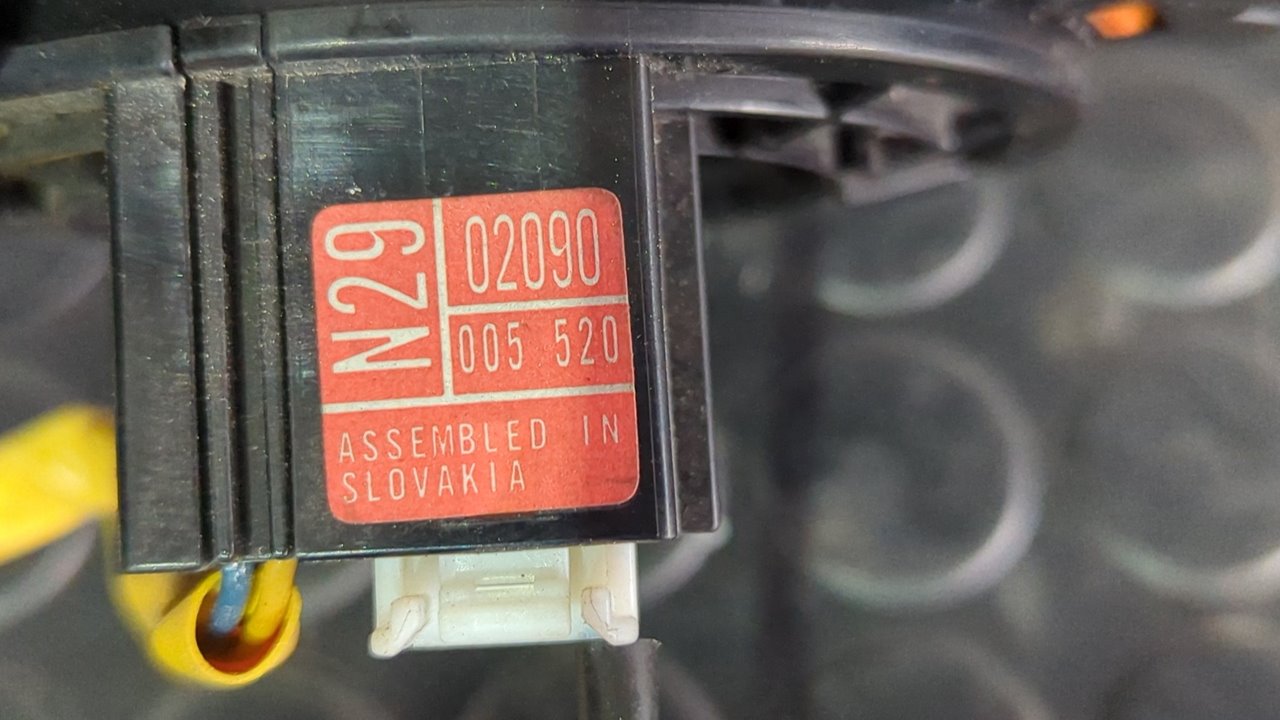 N29
02090
005 520
ASSEMBLED IN
SLOVAKIA